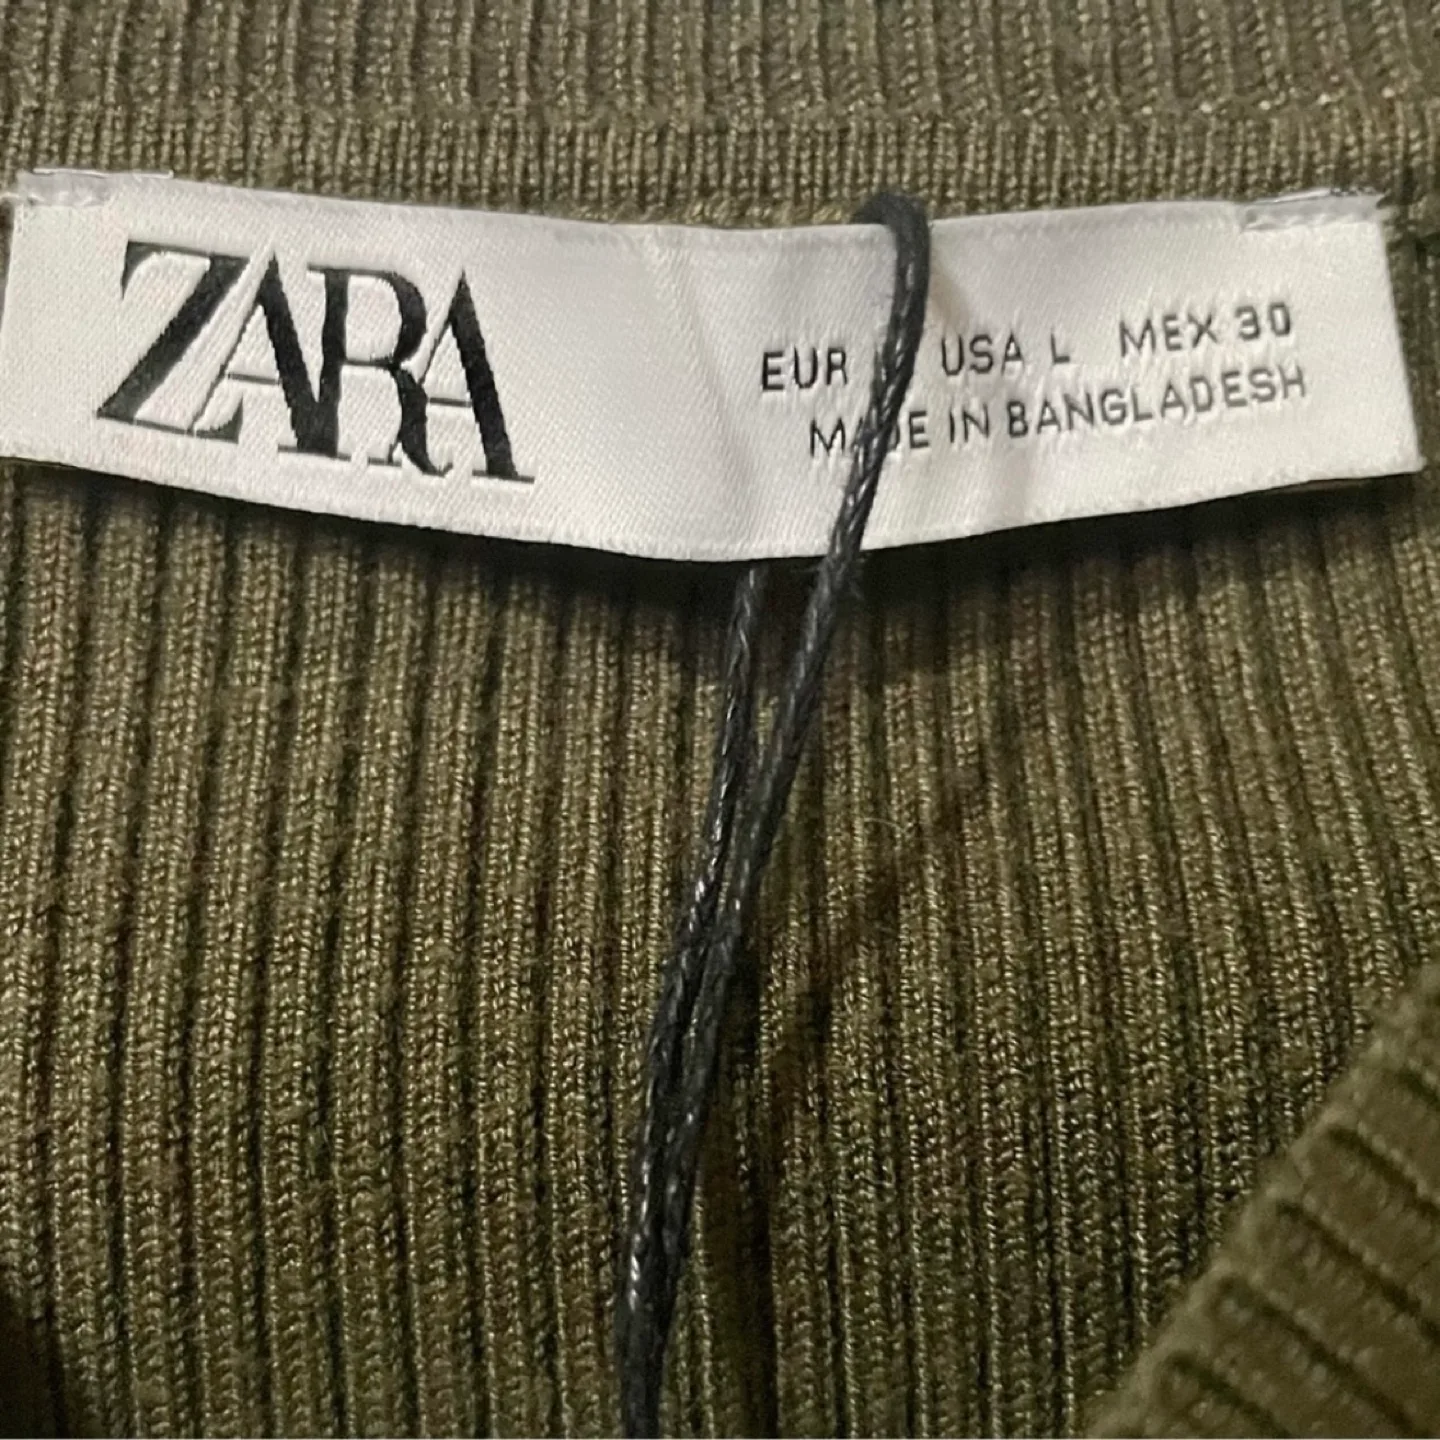 ZARA
EUR USA L MEX 30
MADE IN BANGLADESH